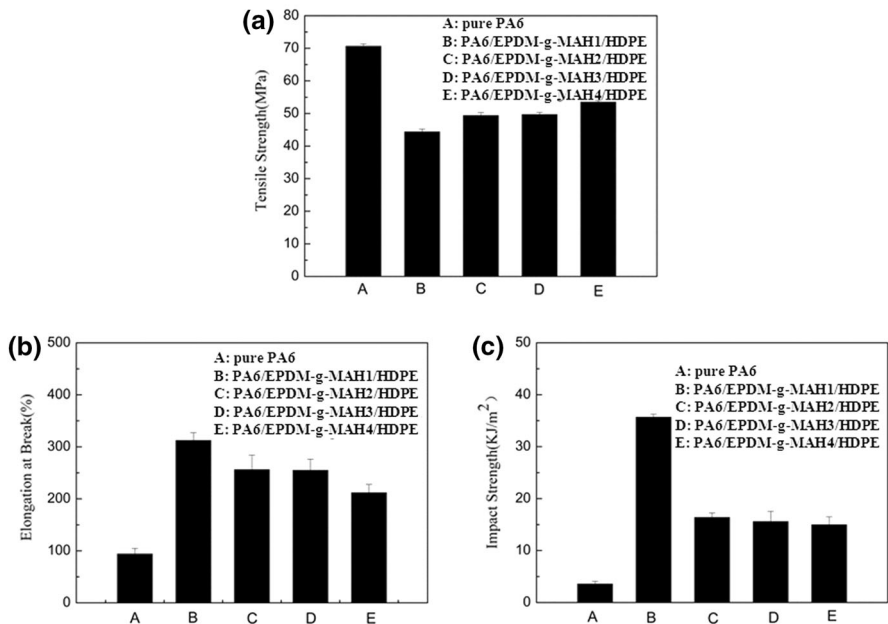 (a)
A: pure PA6
B: PA6/EPDM-g-MAH1/HDPE
C: PA6/EPDM-g-MAH2/HDPE
D: PA6/EPDM-g-MAH3/HDPE
E: PA6/EPDM-g-MAH4/HDPE
Tensile Strength(MPa)
80
70
60
50
40
30
20
10
0
A B C D E
(b)
A: pure PA6
B: PA6/EPDM-g-MAH1/HDPE
C: PA6/EPDM-g-MAH2/HDPE
D: PA6/EPDM-g-MAH3/HDPE
E: PA6/EPDM-g-MAH4/HDPE
Elongation at Break(%)
500
400
300
200
100
0
A B C D E
(c)
A: pure PA6
B: PA6/EPDM-g-MAH1/HDPE
C: PA6/EPDM-g-MAH2/HDPE
D: PA6/EPDM-g-MAH3/HDPE
E: PA6/EPDM-g-MAH4/HDPE
Impact Strength(KJ/m²)
50
40
30
20
10
0
A B C D E